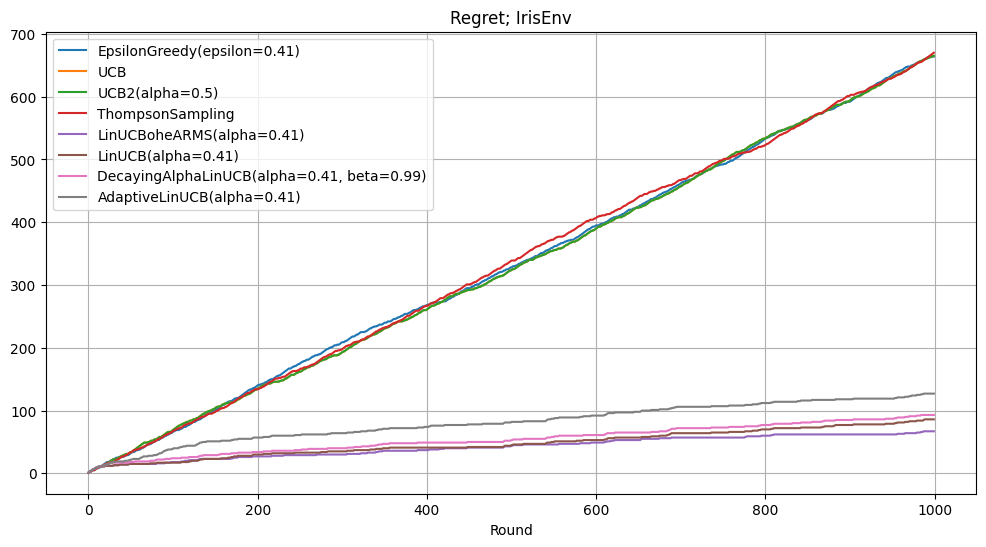 Regret; IrisEnv
700
600
500
400
300
200
100
0
EpsilonGreedy(epsilon=0.41)
UCB
UCB2(alpha=0.5)
ThompsonSampling
LinUCBoheARMS(alpha=0.41)
LinUCB(alpha=0.41)
DecayingAlphaLinUCB(alpha=0.41, beta=0.99)
AdaptiveLinUCB(alpha=0.41)
0 200 400 600 800 1000
Round